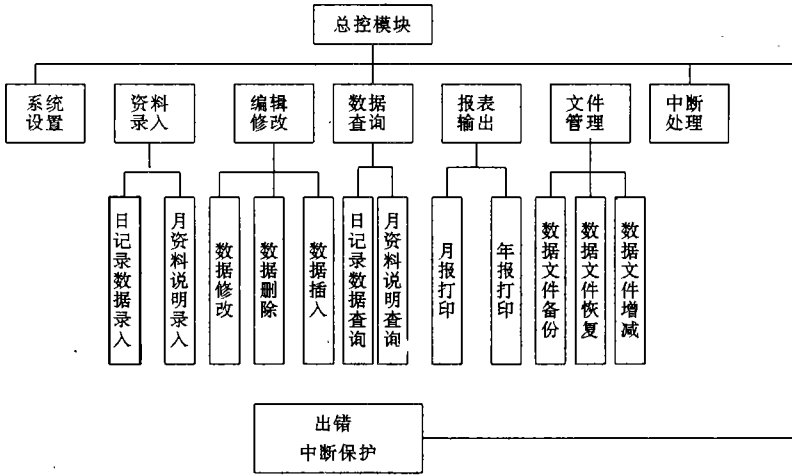 总控模块
系统
设置
资料
录入
编辑
修改
数据
查询
报表
输出
文件
管理
中断
处理
日记录数据录入
月资料说明录入
数据修改
数据删除
数据插入
日记录数据查询
月资料说明查询
月报打印
年报打印
数据文件备份
数据文件恢复
数据文件增减
出错
中断保护